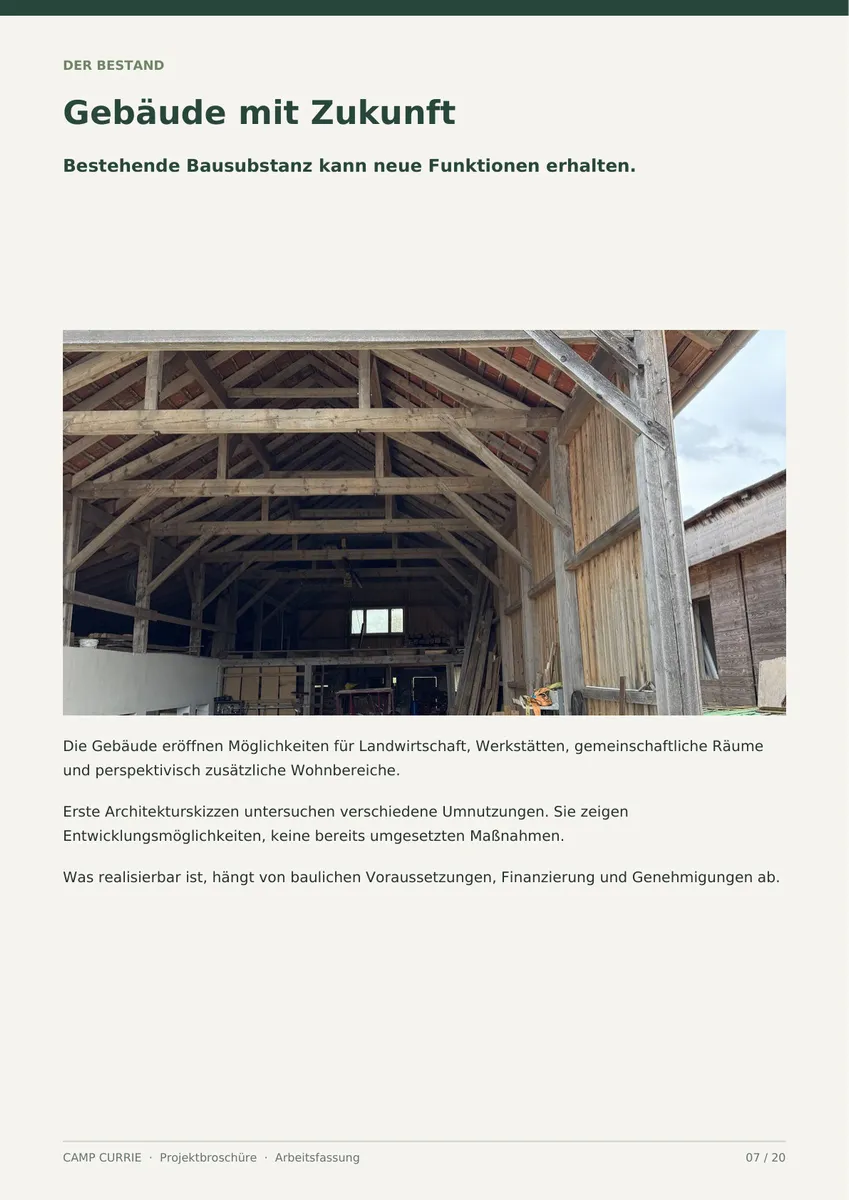 DER BESTAND
Gebäude mit Zukunft
Bestehende Bausubstanz kann neue Funktionen erhalten.
Die Gebäude eröffnen Möglichkeiten für Landwirtschaft, Werkstätten, gemeinschaftliche Räume
und perspektivisch zusätzliche Wohnbereiche.
Erste Architekturskizzen untersuchen verschiedene Umnutzungen. Sie zeigen
Entwicklungsmöglichkeiten, keine bereits umgesetzten Maßnahmen.
Was realisierbar ist, hängt von baulichen Voraussetzungen, Finanzierung und Genehmigungen ab.
CAMP CURRIE · Projektbroschüre · Arbeitsfassung
07 / 20